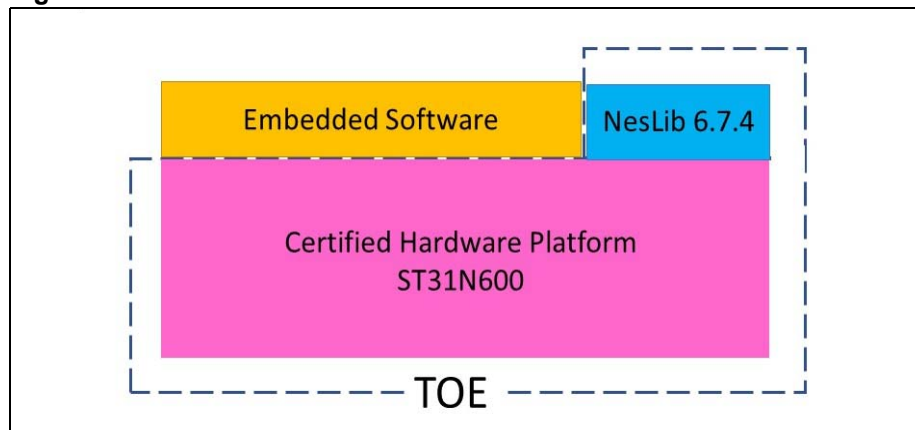 Embedded Software
NesLib 6.7.4
Certified Hardware Platform
ST31N600
TOE